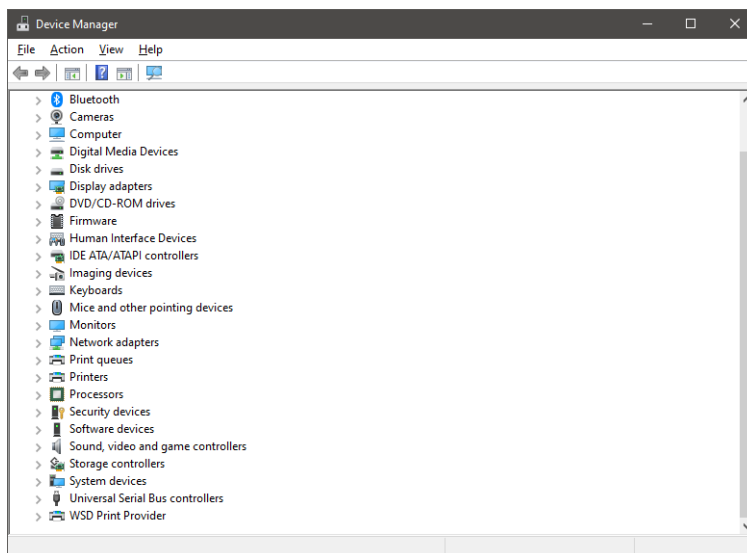 Device Manager
File Action View Help
Bluetooth
Cameras
Computer
Digital Media Devices
Disk drives
Display adapters
DVD/CD-ROM drives
Firmware
Human Interface Devices
IDE ATA/ATAPI controllers
Imaging devices
Keyboards
Mice and other pointing devices
Monitors
Network adapters
Print queues
Printers
Processors
Security devices
Software devices
Sound, video and game controllers
Storage controllers
System devices
Universal Serial Bus controllers
WSD Print Provider